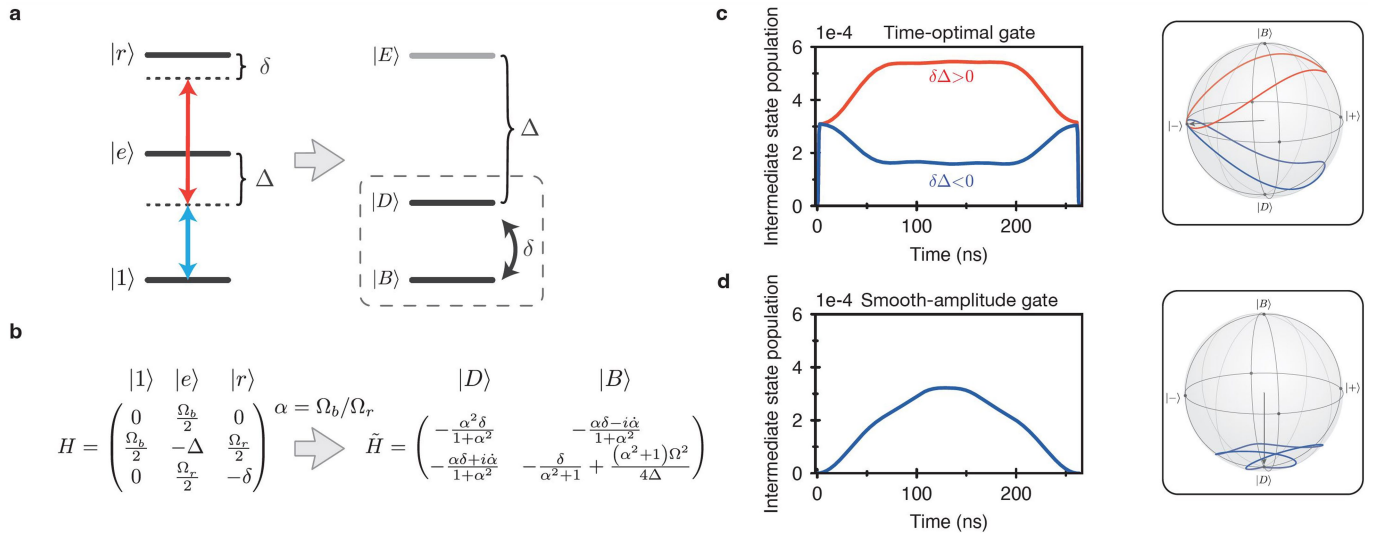 a
|r⟩
δ
|e⟩
Δ
|1⟩
|E⟩
Δ
|D⟩
δ
|B⟩
b
|1⟩ |e⟩ |r⟩
H = ( 0 Ω_b/2 0
Ω_b/2 −Δ Ω_r/2
0 Ω_r/2 −δ )
α = Ω_b/Ω_r
|D⟩ |B⟩
H̃ = ( −α²δ/(1+α²) −(αδ−iα̇)/(1+α²)
−(αδ+iα̇)/(1+α²) −δ/(α²+1) + (α²+1)Ω²/(4Δ) )
c
1e-4 Time-optimal gate
Intermediate state population
6
4
2
0
δΔ>0
δΔ<0
0 100 200
Time (ns)
|B⟩
|−⟩
|+⟩
|D⟩
d
1e-4 Smooth-amplitude gate
Intermediate state population
6
4
2
0
0 100 200
Time (ns)
|B⟩
|−⟩
|+⟩
|D⟩